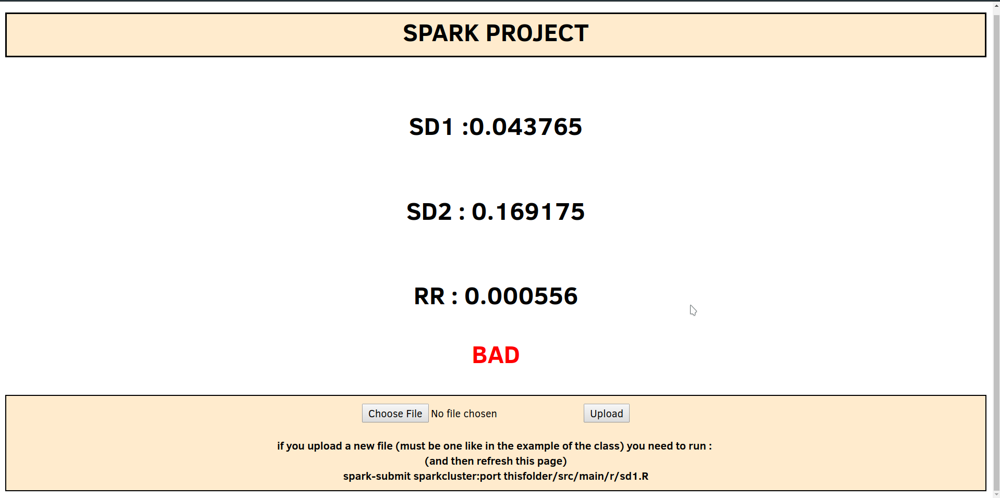 SPARK PROJECT
SD1 :0.043765
SD2 : 0.169175
RR : 0.000556
BAD
Choose File No file chosen Upload
if you upload a new file (must be one like in the example of the class) you need to run :
(and then refresh this page)
spark-submit sparkcluster:port thisfolder/src/main/r/sd1.R